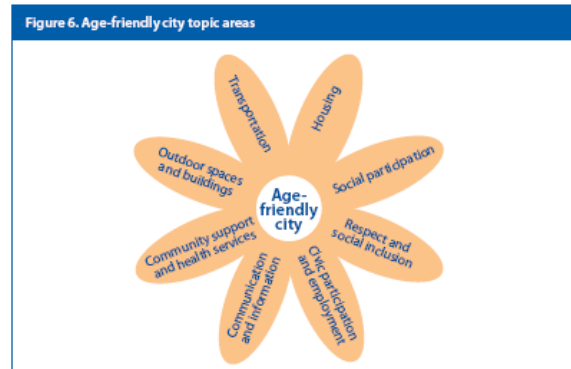 Figure 6. Age-friendly city topic areas
Transportation
Housing
Outdoor spaces
and buildings
Social participation
Age-
friendly
city
Community support
and health services
Respect and
social inclusion
Communication
and information
Civic participation
and employment